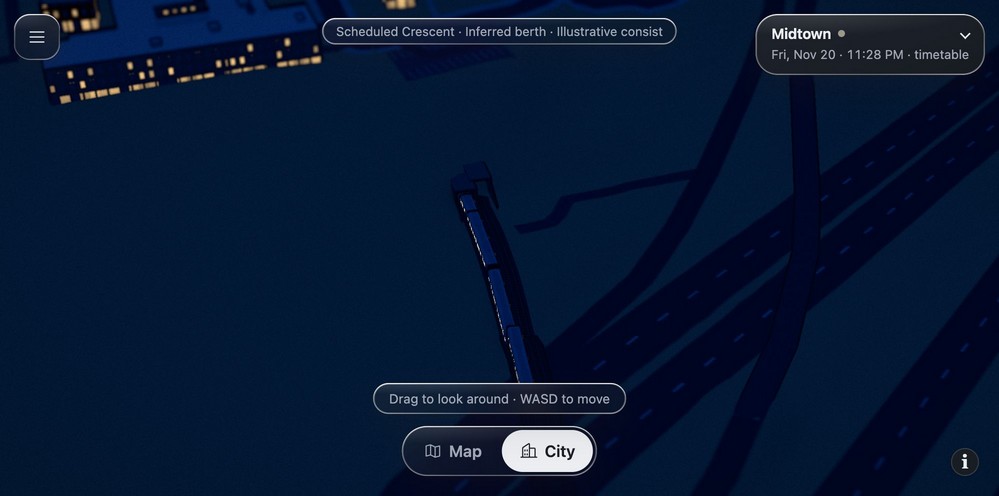 Scheduled Crescent · Inferred berth · Illustrative consist
Midtown
Fri, Nov 20 · 11:28 PM · timetable
Drag to look around · WASD to move
Map
City
i